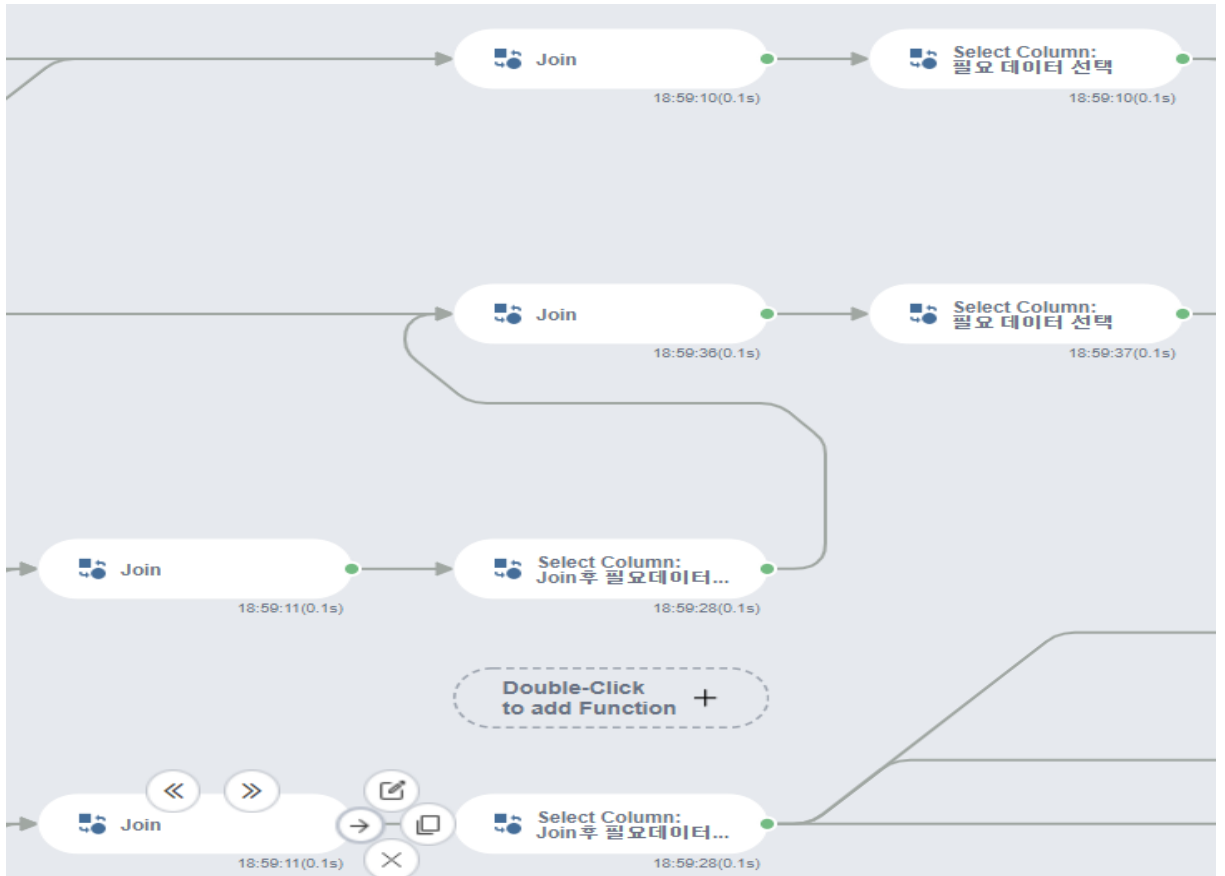 Join
Select Column:
필요 데이터 선택
18:59:10(0.1s)
18:59:10(0.1s)
Join
Select Column:
필요 데이터 선택
18:59:36(0.1s)
18:59:37(0.1s)
Join
Select Column:
Join후 필요데이터...
18:59:11(0.1s)
18:59:28(0.1s)
Double-Click
to add Function
Join
Select Column:
Join후 필요데이터...
18:59:11(0.1s)
18:59:28(0.1s)